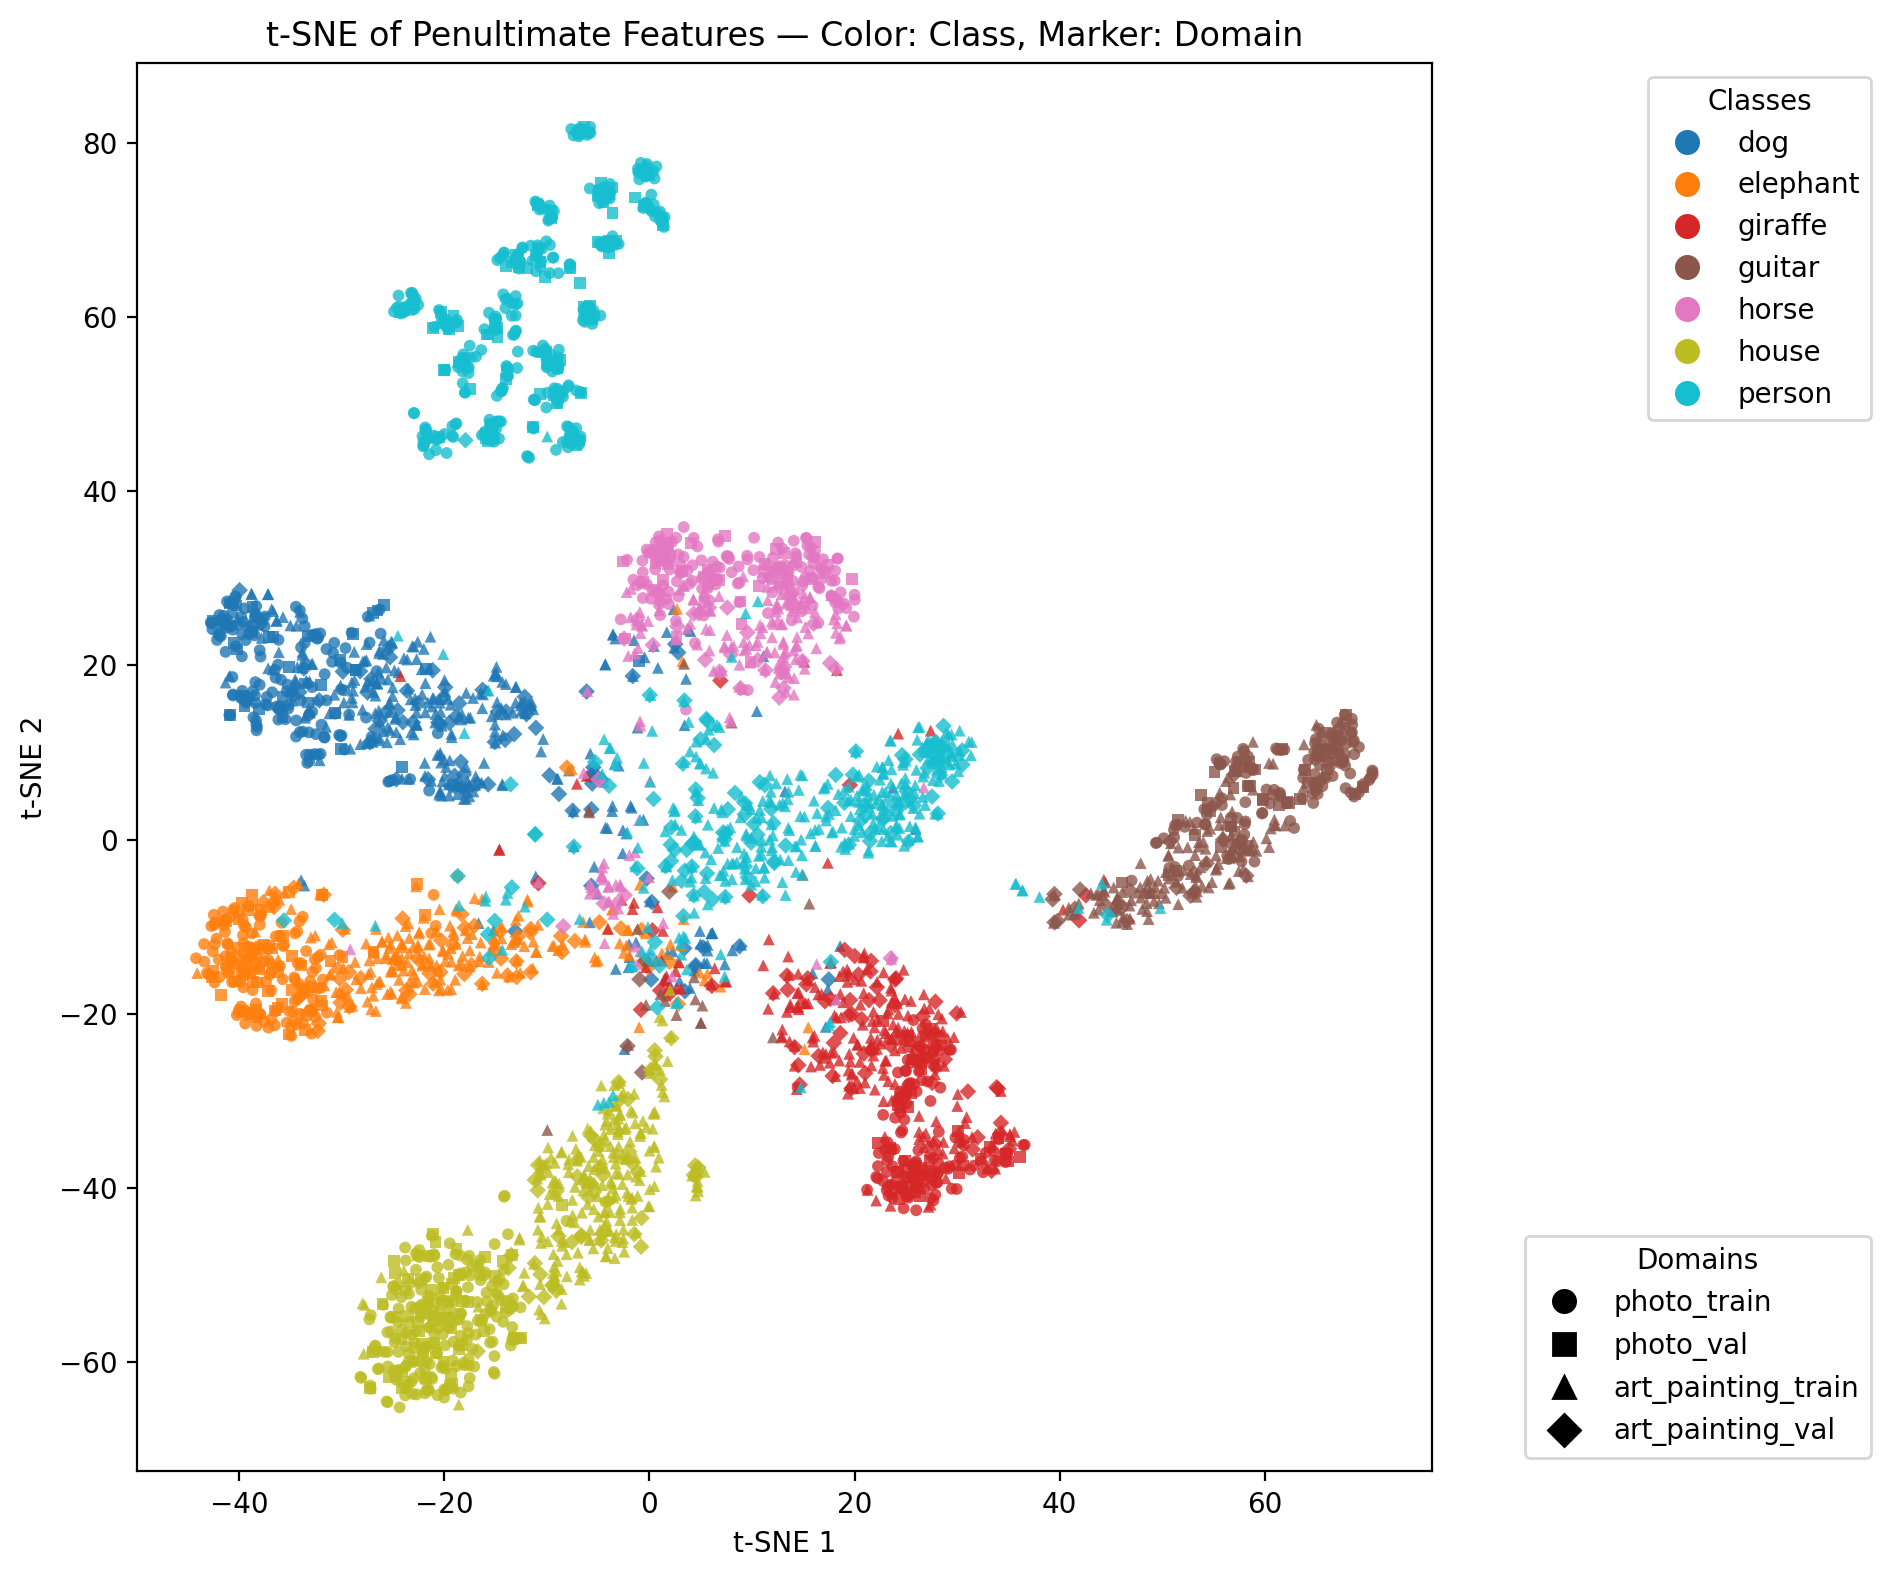 t-SNE of Penultimate Features — Color: Class, Marker: Domain
Classes
dog
elephant
giraffe
guitar
horse
house
person
80
60
40
20
0
−20
−40
−60
t-SNE 2
−40
−20
0
20
40
60
t-SNE 1
Domains
photo_train
photo_val
art_painting_train
art_painting_val